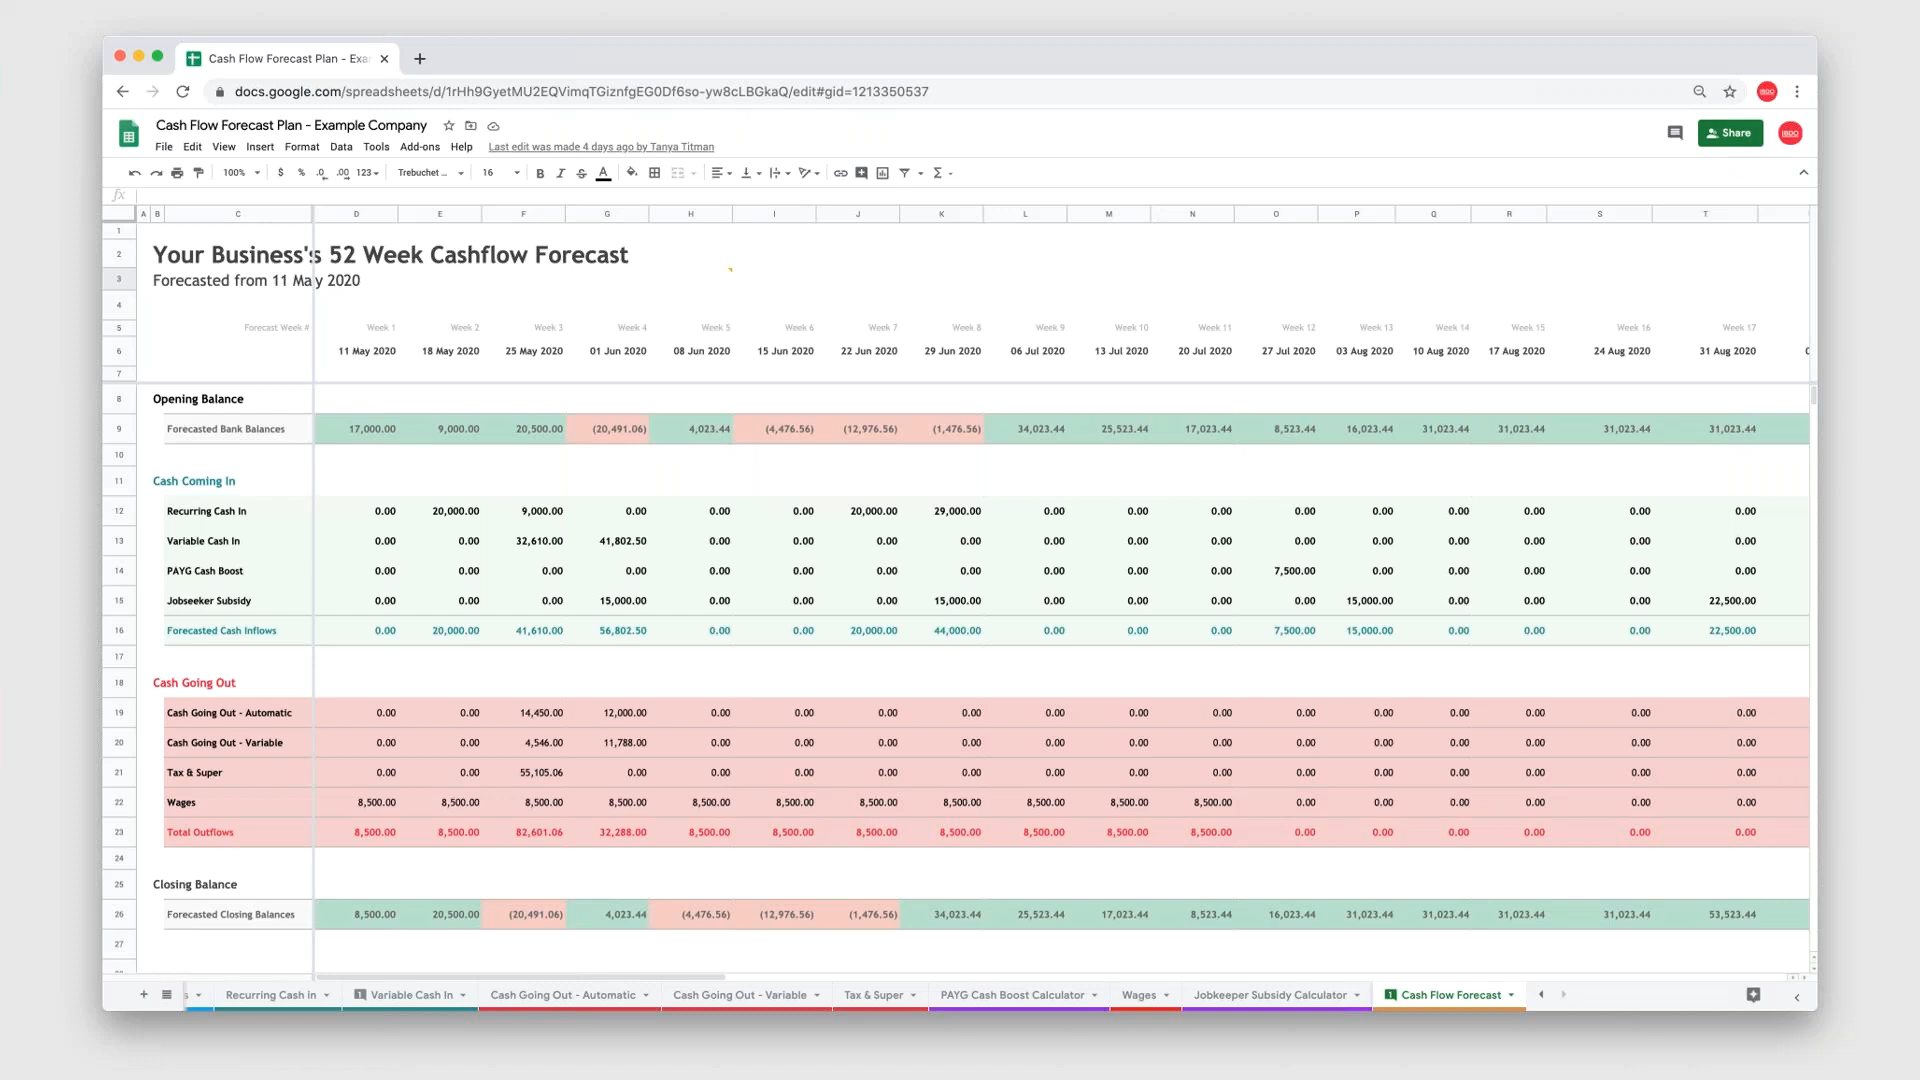 Cash Flow Forecast Plan - Exa
docs.google.com/spreadsheets/d/1rHh9GyetMU2EQVimqTGiznfgEG0Df6so-yw8cLBGkaQ/edit#gid=1213350537
Cash Flow Forecast Plan - Example Company
Share
File Edit View Insert Format Data Tools Add-ons Help Last edit was made 4 days ago by Tanya Titman
100% $ % .0 .00 123 Trebuchet ... 16 B I S A
fx
A B C D E F G H I J K L M N O P Q R S T
1
2 Your Business's 52 Week Cashflow Forecast
3 Forecasted from 11 May 2020
4
5 Forecast Week # Week 1 Week 2 Week 3 Week 4 Week 5 Week 6 Week 7 Week 8 Week 9 Week 10 Week 11 Week 12 Week 13 Week 14 Week 15 Week 16 Week 17
6 11 May 2020 18 May 2020 25 May 2020 01 Jun 2020 08 Jun 2020 15 Jun 2020 22 Jun 2020 29 Jun 2020 06 Jul 2020 13 Jul 2020 20 Jul 2020 27 Jul 2020 03 Aug 2020 10 Aug 2020 17 Aug 2020 24 Aug 2020 31 Aug 2020
7
8 Opening Balance
9 Forecasted Bank Balances 17,000.00 9,000.00 20,500.00 (20,491.06) 4,023.44 (4,476.56) (12,976.56) (1,476.56) 34,023.44 25,523.44 17,023.44 8,523.44 16,023.44 31,023.44 31,023.44 31,023.44 31,023.44
10
11 Cash Coming In
12 Recurring Cash In 0.00 20,000.00 9,000.00 0.00 0.00 0.00 20,000.00 29,000.00 0.00 0.00 0.00 0.00 0.00 0.00 0.00 0.00 0.00
13 Variable Cash In 0.00 0.00 32,610.00 41,802.50 0.00 0.00 0.00 0.00 0.00 0.00 0.00 0.00 0.00 0.00 0.00 0.00 0.00
14 PAYG Cash Boost 0.00 0.00 0.00 0.00 0.00 0.00 0.00 0.00 0.00 0.00 0.00 7,500.00 0.00 0.00 0.00 0.00 0.00
15 Jobseeker Subsidy 0.00 0.00 0.00 15,000.00 0.00 0.00 0.00 15,000.00 0.00 0.00 0.00 0.00 15,000.00 0.00 0.00 0.00 22,500.00
16 Forecasted Cash Inflows 0.00 20,000.00 41,610.00 56,802.50 0.00 0.00 20,000.00 44,000.00 0.00 0.00 0.00 7,500.00 15,000.00 0.00 0.00 0.00 22,500.00
17
18 Cash Going Out
19 Cash Going Out - Automatic 0.00 0.00 14,450.00 12,000.00 0.00 0.00 0.00 0.00 0.00 0.00 0.00 0.00 0.00 0.00 0.00 0.00 0.00
20 Cash Going Out - Variable 0.00 0.00 4,546.00 11,788.00 0.00 0.00 0.00 0.00 0.00 0.00 0.00 0.00 0.00 0.00 0.00 0.00 0.00
21 Tax & Super 0.00 0.00 55,105.06 0.00 0.00 0.00 0.00 0.00 0.00 0.00 0.00 0.00 0.00 0.00 0.00 0.00 0.00
22 Wages 8,500.00 8,500.00 8,500.00 8,500.00 8,500.00 8,500.00 8,500.00 8,500.00 8,500.00 8,500.00 8,500.00 0.00 0.00 0.00 0.00 0.00 0.00
23 Total Outflows 8,500.00 8,500.00 82,601.06 32,288.00 8,500.00 8,500.00 8,500.00 8,500.00 8,500.00 8,500.00 8,500.00 0.00 0.00 0.00 0.00 0.00 0.00
24
25 Closing Balance
26 Forecasted Closing Balances 8,500.00 20,500.00 (20,491.06) 4,023.44 (4,476.56) (12,976.56) (1,476.56) 34,023.44 25,523.44 17,023.44 8,523.44 16,023.44 31,023.44 31,023.44 31,023.44 31,023.44 53,523.44
27
s Recurring Cash in 1 Variable Cash In Cash Going Out - Automatic Cash Going Out - Variable Tax & Super PAYG Cash Boost Calculator Wages Jobkeeper Subsidy Calculator 1 Cash Flow Forecast